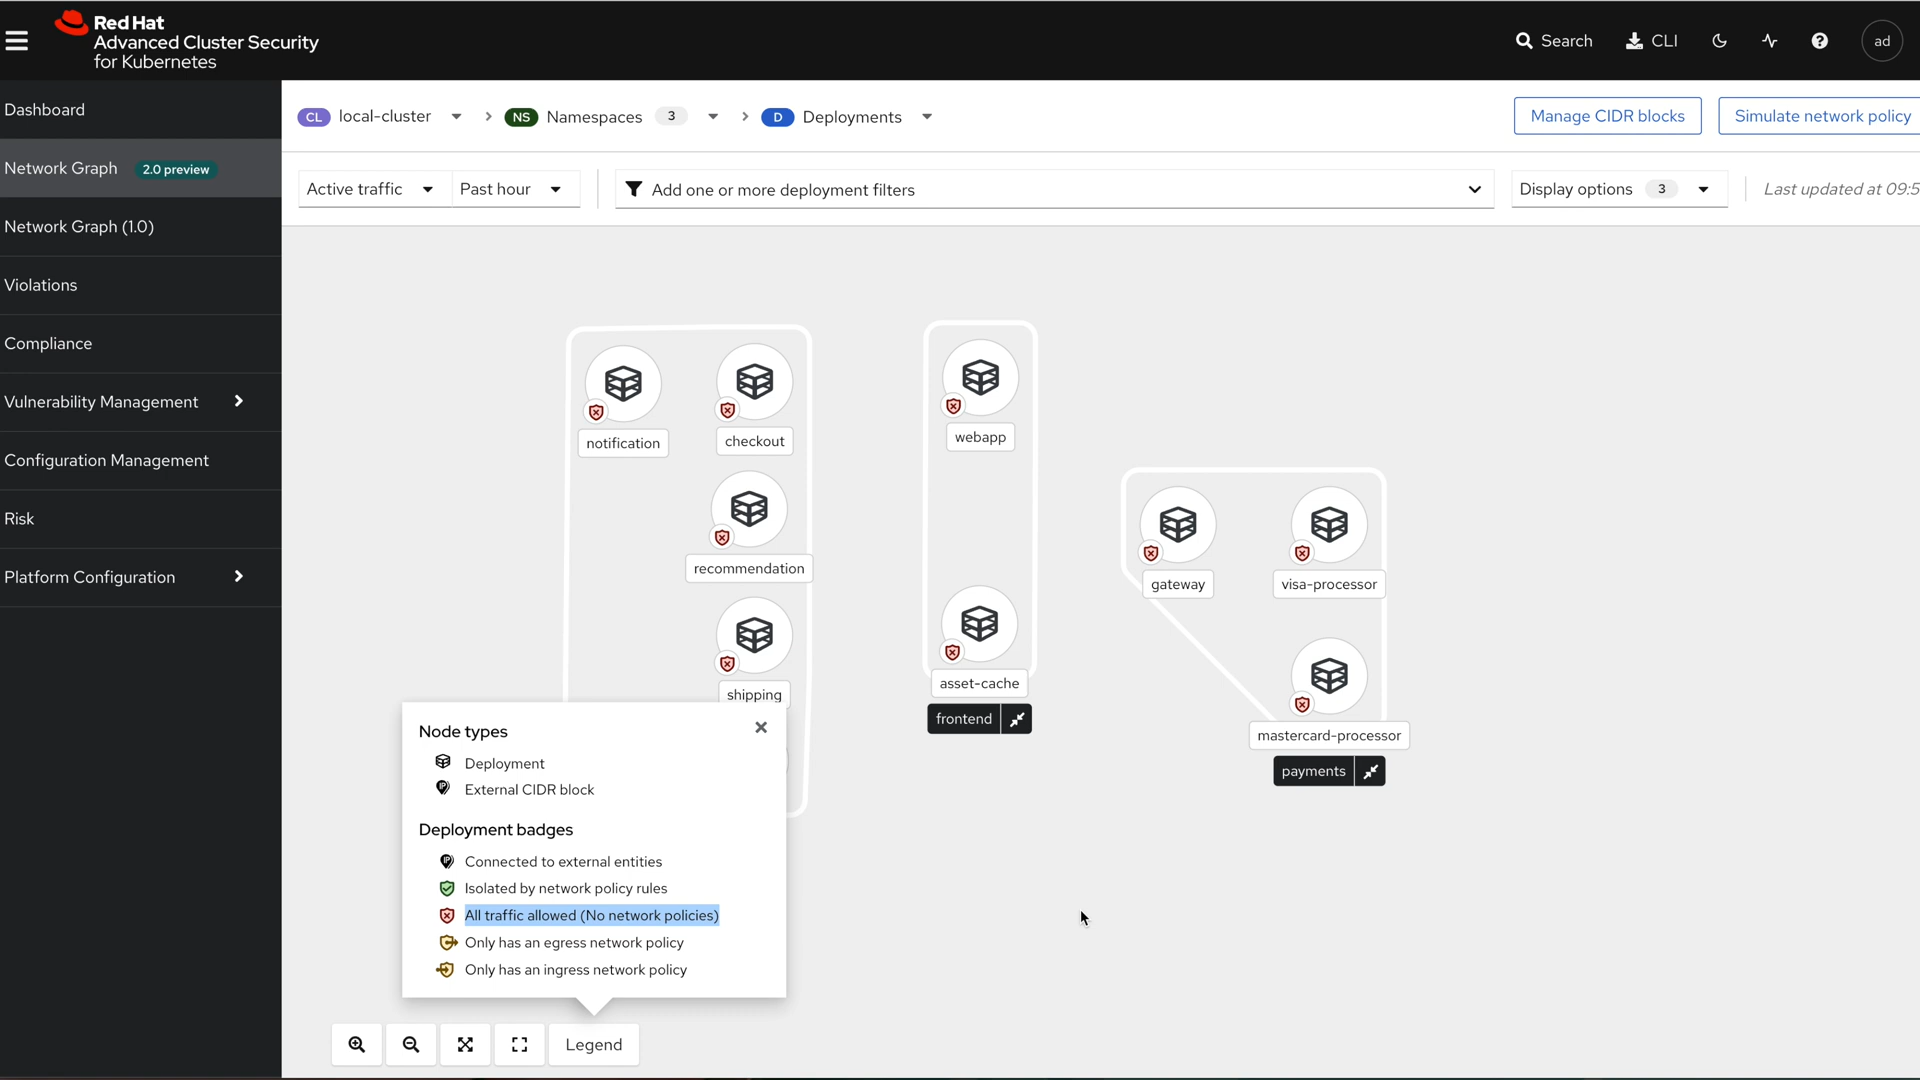 Red Hat
Advanced Cluster Security
for Kubernetes
Search
CLI
ad
Dashboard
Network Graph 2.0 preview
Network Graph (1.0)
Violations
Compliance
Vulnerability Management
Configuration Management
Risk
Platform Configuration
CL local-cluster
NS Namespaces 3
D Deployments
Manage CIDR blocks
Simulate network policy
Active traffic
Past hour
Add one or more deployment filters
Display options 3
Last updated at 09:5
notification
checkout
recommendation
shipping
webapp
asset-cache
frontend
gateway
visa-processor
mastercard-processor
payments
Node types
Deployment
IP External CIDR block
Deployment badges
IP Connected to external entities
Isolated by network policy rules
All traffic allowed (No network policies)
Only has an egress network policy
Only has an ingress network policy
Legend